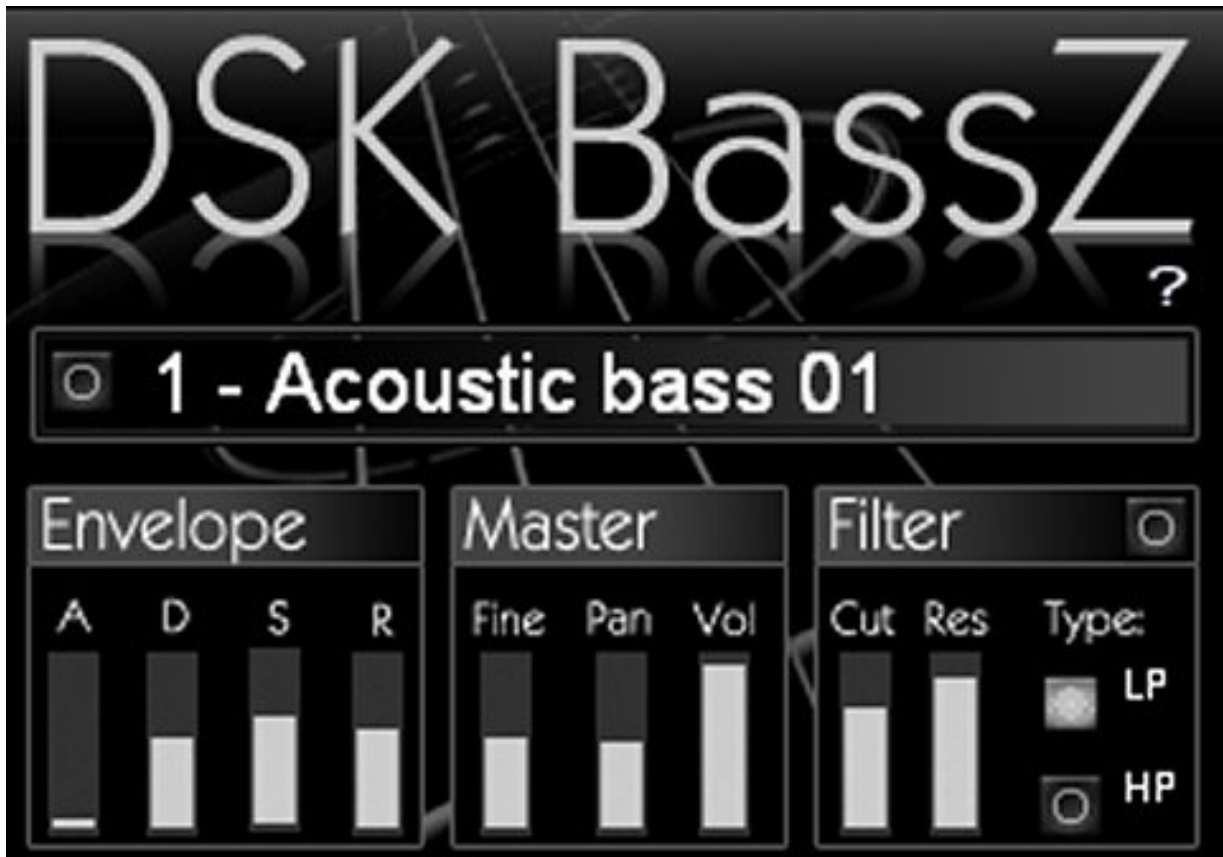 DSK BassZ
?
1 - Acoustic bass 01
Envelope Master Filter
A D S R Fine Pan Vol Cut Res Type:
LP
HP